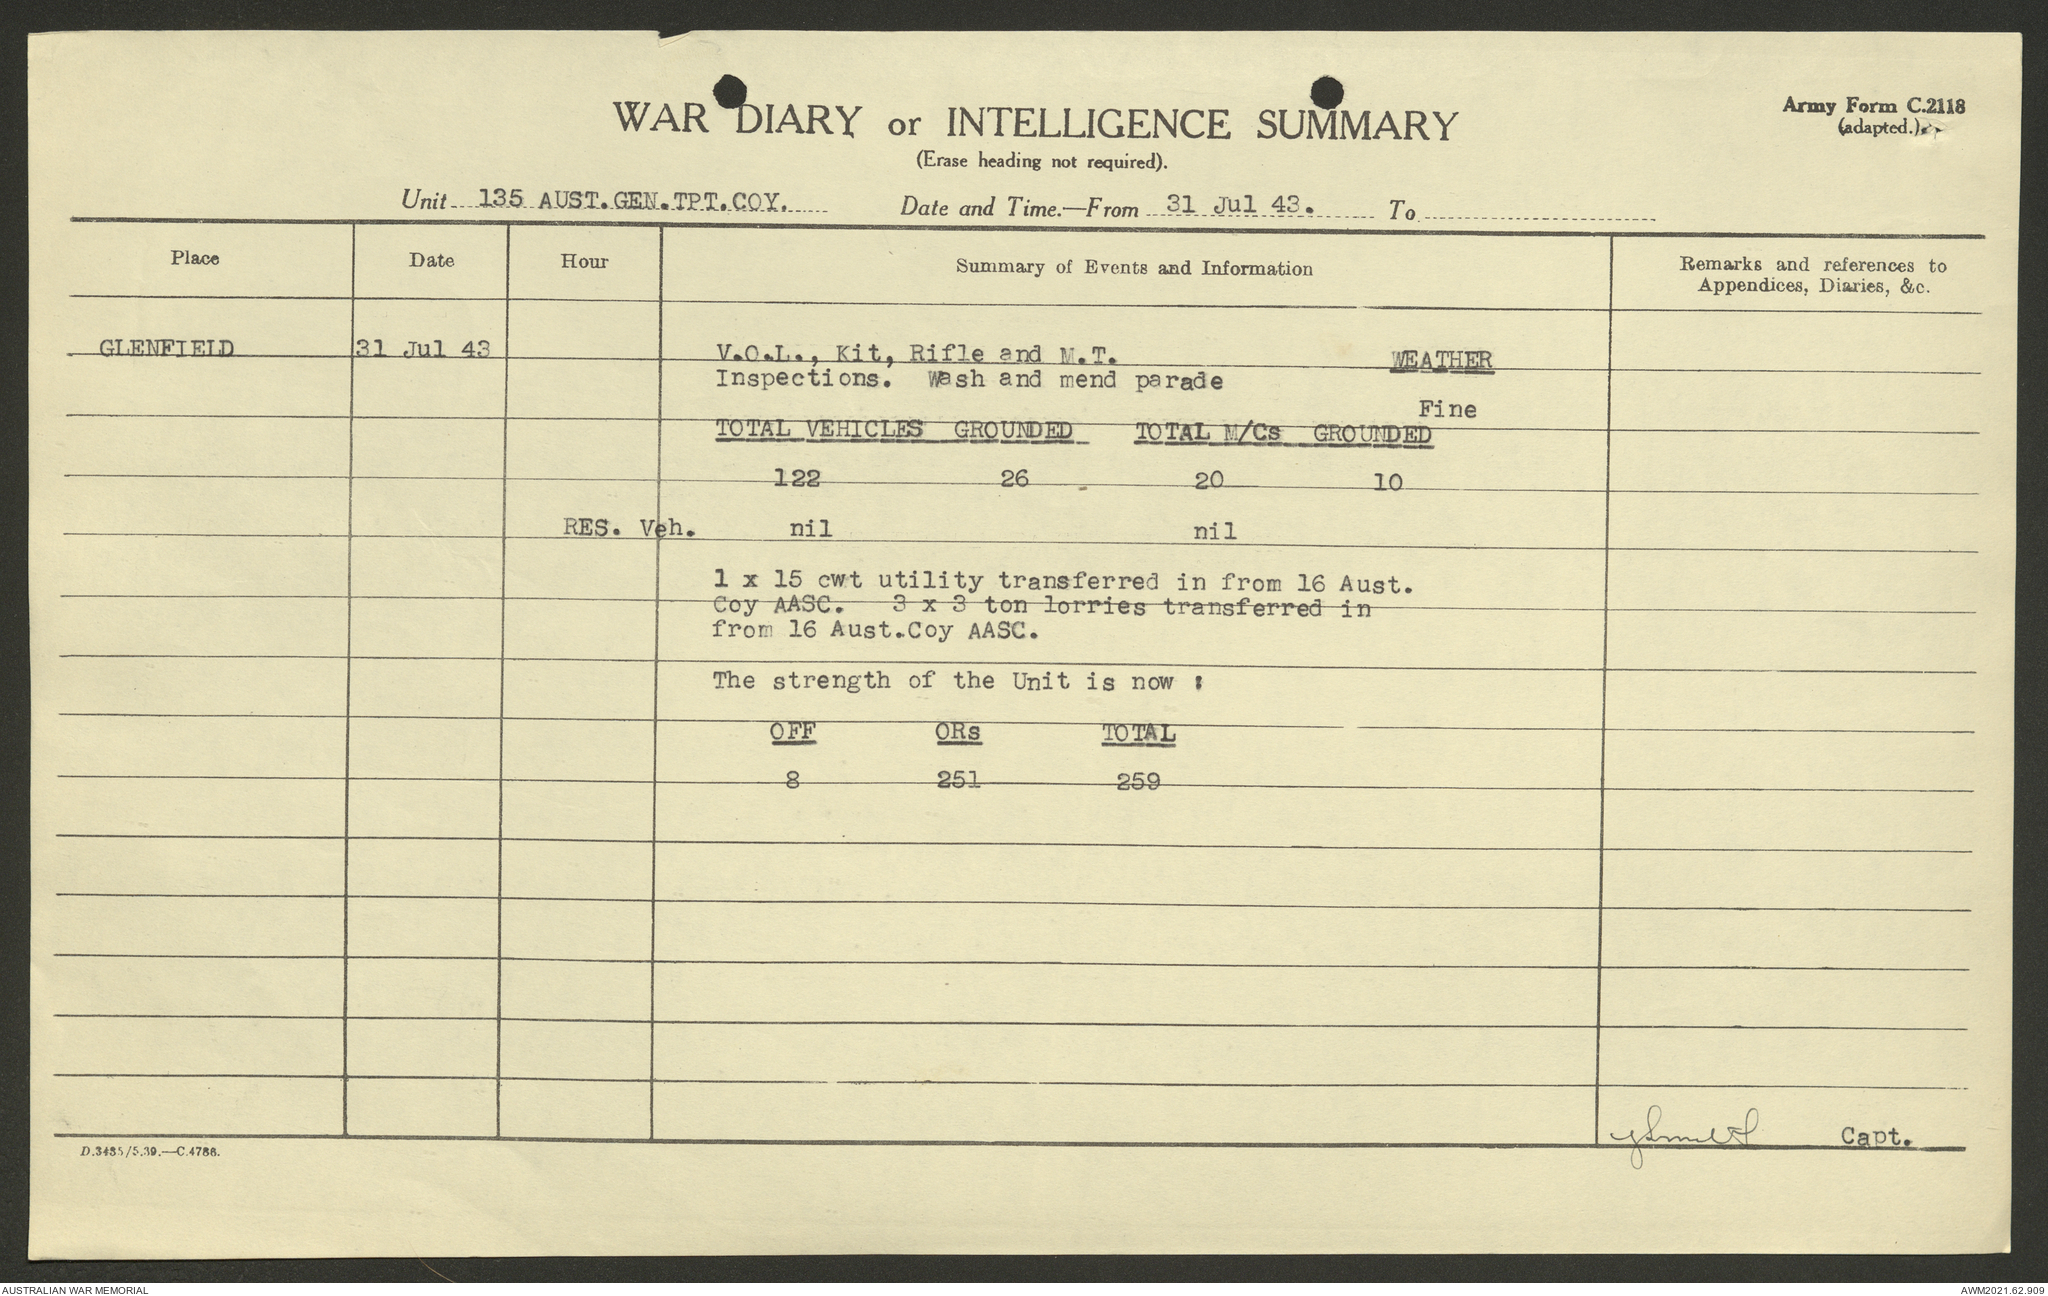 WAR DIARY or INTELLIGENCE SUMMARY
(Erase heading not required).
Army Form C.2118
(adapted.)
Unit 135 AUST.GEN.TPT.COY. Date and Time.—From 31 Jul 43. To
Place Date Hour Summary of Events and Information Remarks and references to
Appendices, Diaries, &c.
GLENFIELD 31 Jul 43 V.O.L., Kit, Rifle and M.T. WEATHER
Inspections. Wash and mend parade
Fine
TOTAL VEHICLES GROUNDED TOTAL M/Cs GROUNDED
122 26 20 10
RES. Veh. nil nil
1 x 15 cwt utility transferred in from 16 Aust.
Coy AASC. 3 x 3 ton lorries transferred in
from 16 Aust.Coy AASC.
The strength of the Unit is now :
OFF ORs TOTAL
8 251 259
Capt.
D.3485/5.39.—C.4786.
AUSTRALIAN WAR MEMORIAL AWM2021.62.909